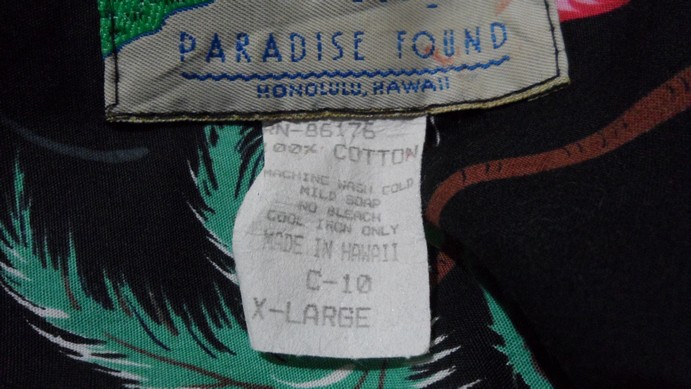 PARADISE FOUND
HONOLULU, HAWAII
RN-86176
100% COTTON
MACHINE WASH COLD
MILD SOAP
NO BLEACH
COOL IRON ONLY
MADE IN HAWAII
C-10
X-LARGE